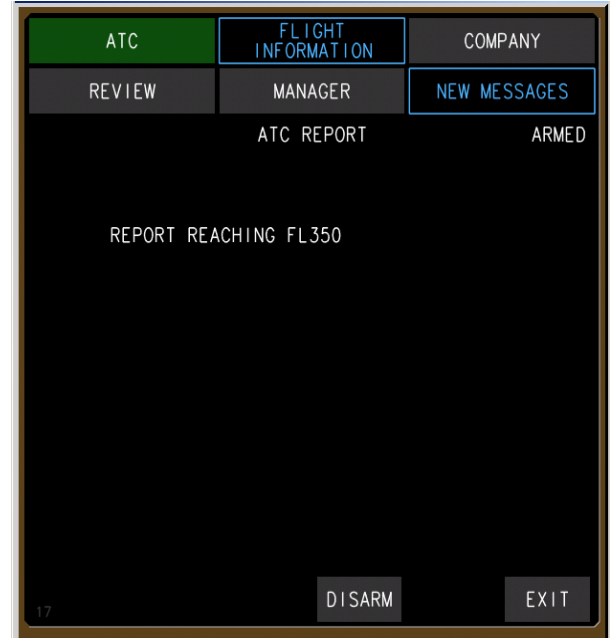 ATC
FLIGHT
INFORMATION
COMPANY
REVIEW
MANAGER
NEW MESSAGES
ATC REPORT
ARMED
REPORT REACHING FL350
17
DISARM
EXIT